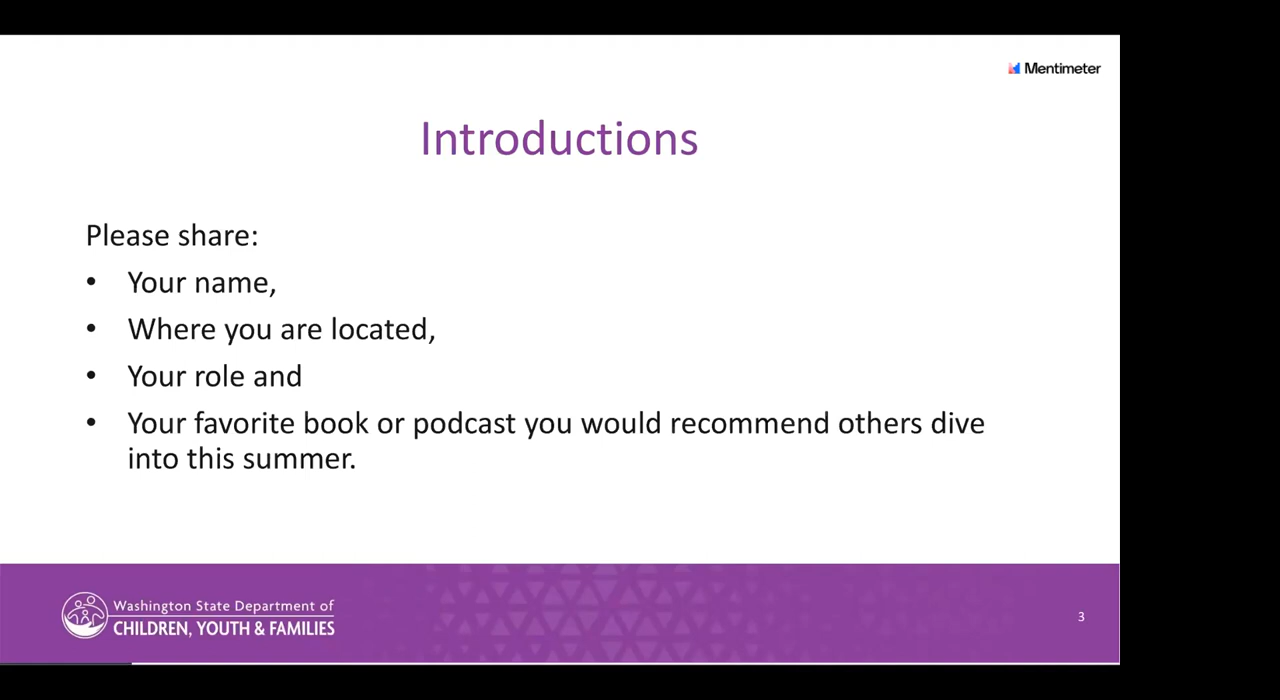 Mentimeter
Introductions
Please share:
• Your name,
• Where you are located,
• Your role and
• Your favorite book or podcast you would recommend others dive
into this summer.
Washington State Department of
CHILDREN, YOUTH & FAMILIES
3